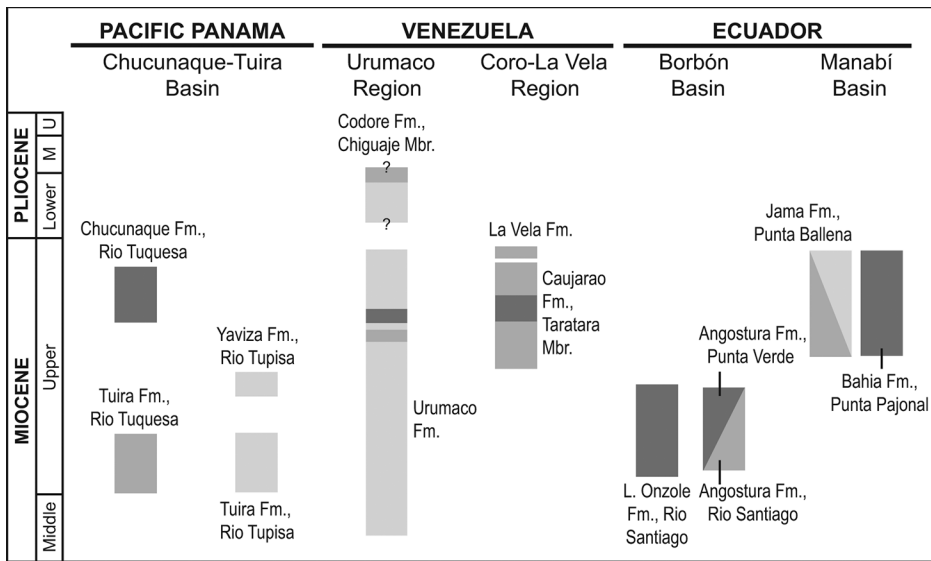 PACIFIC PANAMA
VENEZUELA
ECUADOR
Chucunaque-Tuira
Basin
Urumaco
Region
Coro-La Vela
Region
Borbón
Basin
Manabí
Basin
PLIOCENE
U
M
Lower
MIOCENE
Upper
Middle
Chucunaque Fm.,
Rio Tuquesa
Yaviza Fm.,
Rio Tupisa
Tuira Fm.,
Rio Tuquesa
Tuira Fm.,
Rio Tupisa
Codore Fm.,
Chiguaje Mbr.
?
?
Urumaco
Fm.
La Vela Fm.
Caujarao
Fm.,
Taratara
Mbr.
Angostura Fm.,
Punta Verde
L. Onzole
Fm., Rio
Santiago
Angostura Fm.,
Rio Santiago
Jama Fm.,
Punta Ballena
Bahia Fm.,
Punta Pajonal